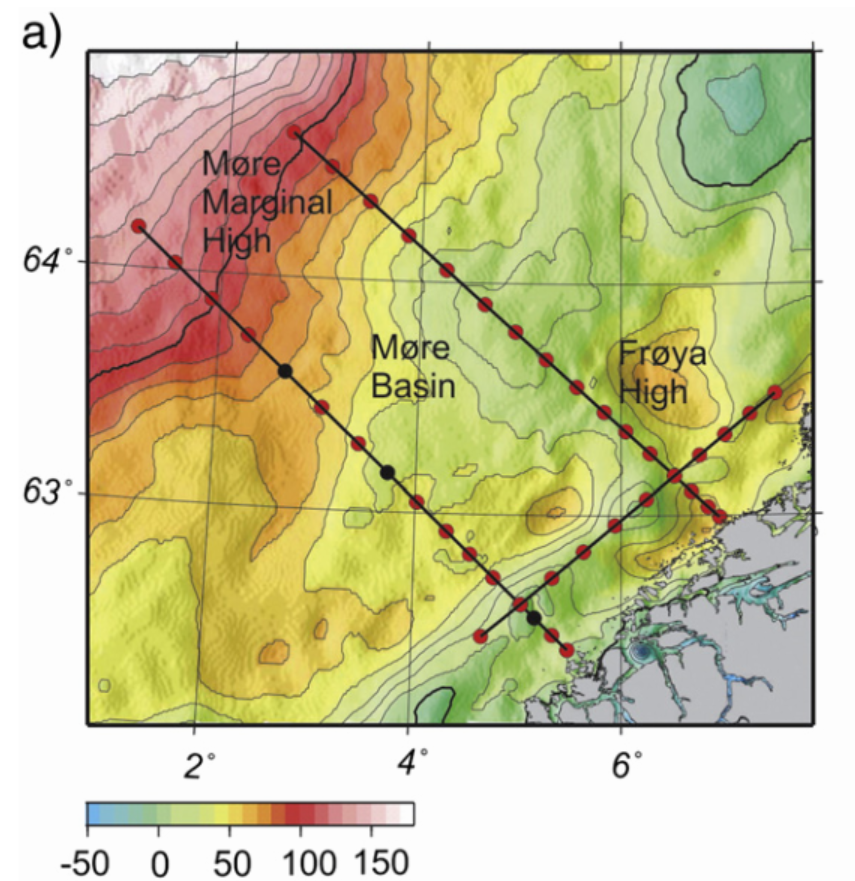 a)
Møre
Marginal
High
64°
Møre
Basin
Frøya
High
63°
2°
4°
6°
-50 0 50 100 150